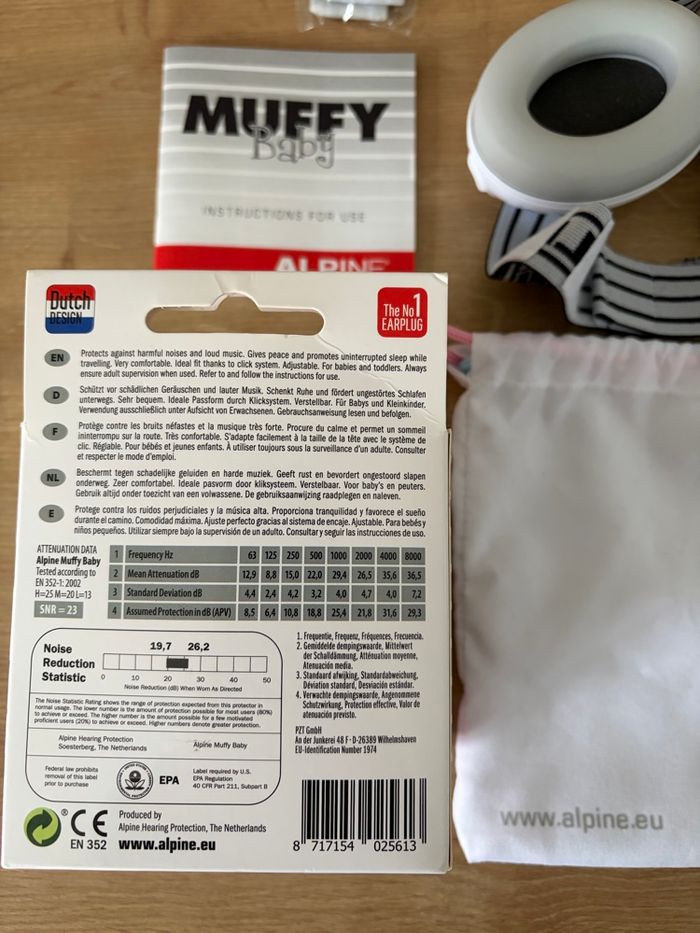 MUFFY
Baby
INSTRUCTIONS FOR USE
ALPINE
Dutch
DESIGN
The No1
EARPLUG
EN
Protects against harmful noises and loud music. Gives peace and promotes uninterrupted sleep while
travelling. Very comfortable. Ideal fit thanks to click system. Adjustable. For babies and toddlers. Always
ensure adult supervision when used. Refer to and follow the instructions for use.
D
Schützt vor schädlichen Geräuschen und lauter Musik. Schenkt Ruhe und fördert ungestörtes Schlafen
unterwegs. Sehr bequem. Ideale Passform durch Klicksystem. Verstellbar. Für Babys und Kleinkinder.
Verwendung ausschließlich unter Aufsicht von Erwachsenen. Gebrauchsanweisung lesen und befolgen.
F
Protège contre les bruits néfastes et la musique très forte. Procure du calme et permet un sommeil
ininterrompu sur la route. Très confortable. S'adapte facilement à la taille de la tête avec le système de
clic. Réglable. Pour bébés et jeunes enfants. À utiliser toujours sous la surveillance d'un adulte. Consulter
et respecter le mode d'emploi.
NL
Beschermt tegen schadelijke geluiden en harde muziek. Geeft rust en bevordert ongestoord slapen
onderweg. Zeer comfortabel. Ideale pasvorm door kliksysteem. Verstelbaar. Voor baby's en peuters.
Gebruik altijd onder toezicht van een volwassene. De gebruiksaanwijzing raadplegen en naleven.
E
Protege contra los ruidos perjudiciales y la música alta. Proporciona tranquilidad y favorece el sueño
durante el camino. Comodidad máxima. Ajuste perfecto gracias al sistema de encaje. Ajustable. Para bebés y
niños pequeños. Utilizar siempre bajo la supervisión de un adulto. Consultar y seguir las instrucciones de uso.
ATTENUATION DATA
Alpine Muffy Baby
Tested according to
EN 352-1: 2002
H=25 M=20 L=13
SNR = 23
1 Frequency Hz 63 125 250 500 1000 2000 4000 8000
2 Mean Attenuation dB 12,9 8,8 15,0 22,0 29,4 26,5 35,6 36,5
3 Standard Deviation dB 4,4 2,4 4,2 3,2 4,0 4,7 4,0 7,2
4 Assumed Protection in dB (APV) 8,5 6,4 10,8 18,8 25,4 21,8 31,6 29,3
Noise
Reduction
Statistic
19,7 26,2
0 10 20 30 40 50
Noise Reduction (dB) When Worn As Directed
The Noise Statistic Rating shows the range of protection expected from this protector in
normal usage. The lower number is the amount of protection possible for most users (80%)
to achieve or exceed. The higher number is the amount possible for a few motivated
proficient users (20%) to achieve or exceed. Higher numbers denote greater protection.
Alpine Hearing Protection
Soesterberg, The Netherlands
Alpine Muffy Baby
Federal law prohibits
removal of this label
prior to purchase
EPA
Label required by U.S.
EPA Regulation
40 CFR Part 211, Subpart B
1. Frequentie, Frequenz, Fréquences, Frecuencia.
2. Gemiddelde dempingswaarde, Mittelwert
der Schalldämmung, Atténuation moyenne,
Atenuación media.
3. Standaard afwijking, Standardabweichung,
Déviation standard, Desviación estándar.
4. Verwachte dempingswaarde, Angenommene
Schutzwirkung, Protection effective, Valor de
atenuación previsto.
PZT GmbH
An der Junkerei 48 F · D-26389 Wilhelmshaven
EU-Identification Number 1974
CE
EN 352
Produced by
Alpine Hearing Protection, The Netherlands
www.alpine.eu
8 717154 025613
www.alpine.eu